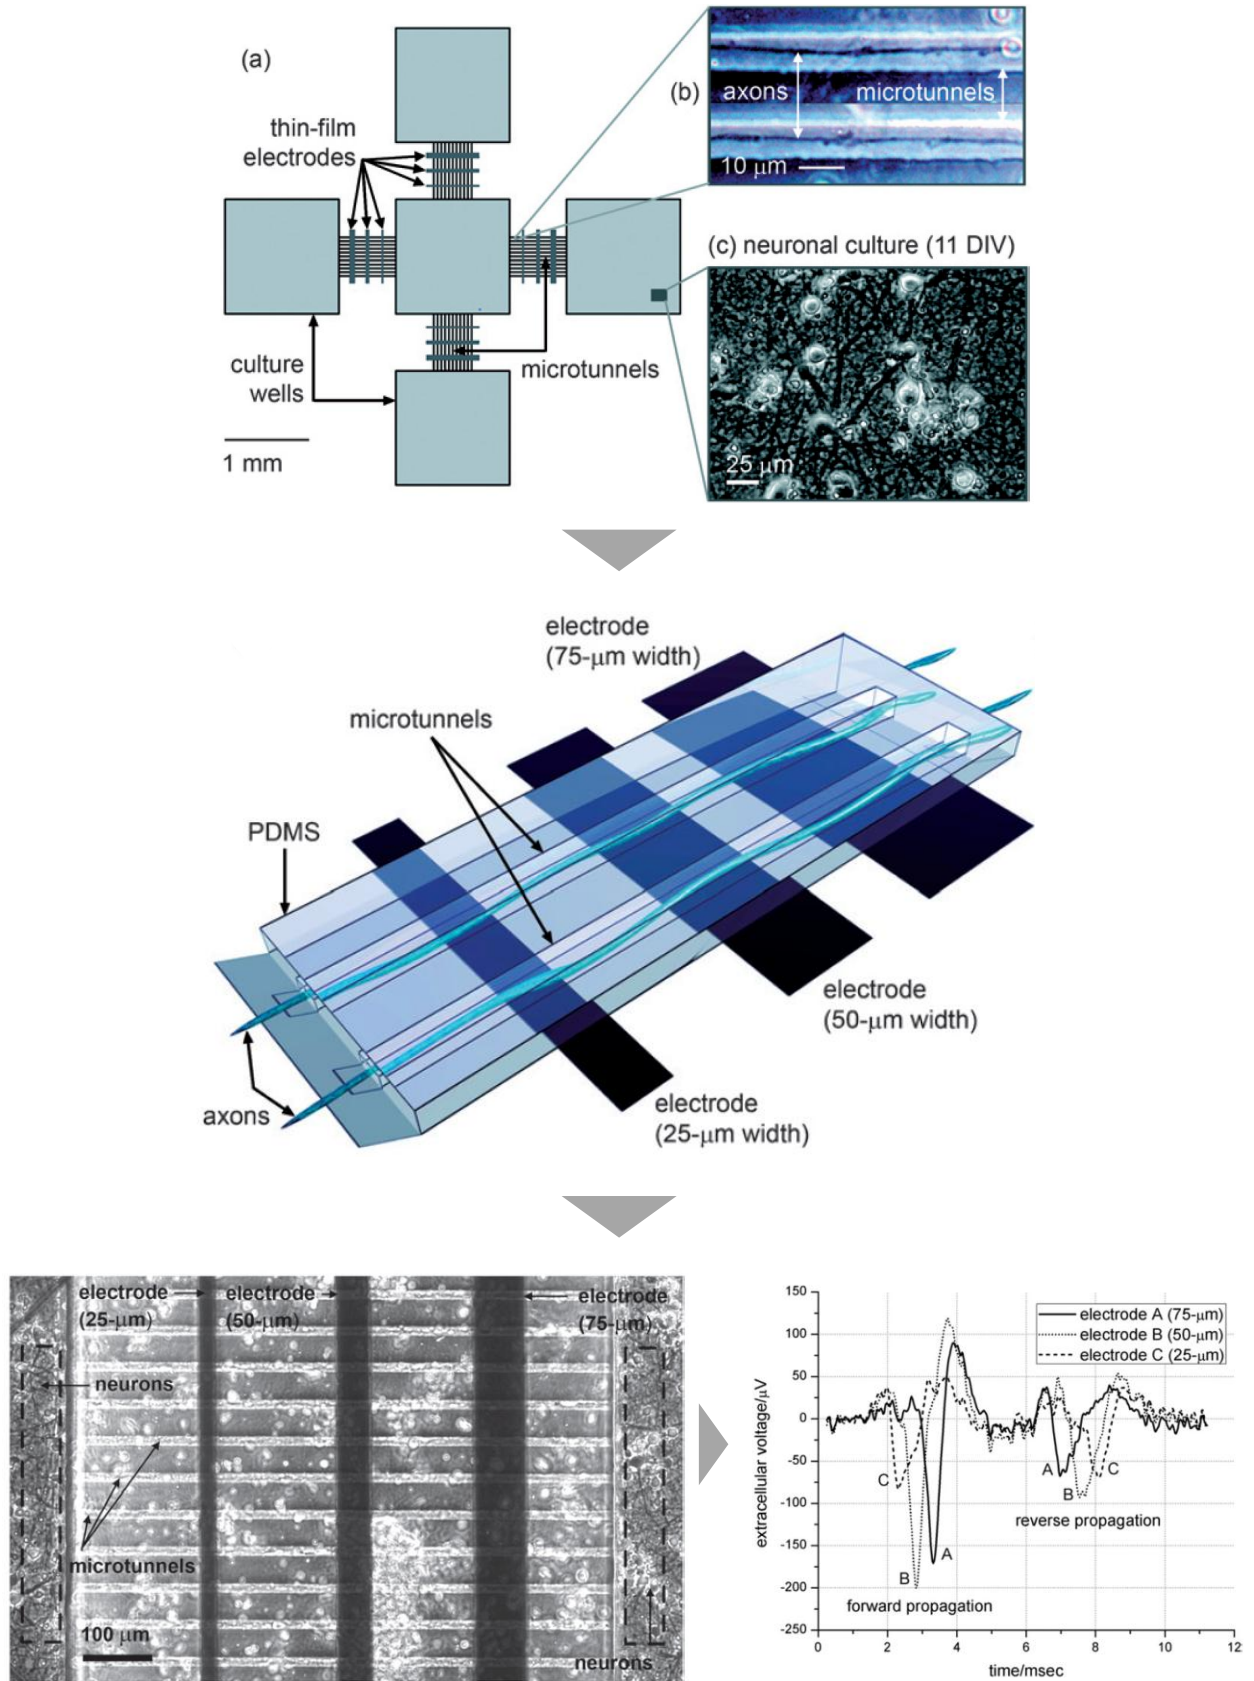 (a)
thin-film
electrodes
culture
wells
microtunnels
1 mm
(b)
axons
microtunnels
10 μm
(c) neuronal culture (11 DIV)
25 μm
electrode
(75-μm width)
microtunnels
PDMS
electrode
(50-μm width)
axons
electrode
(25-μm width)
electrode
(25-μm)
electrode
(50-μm)
electrode
(75-μm)
neurons
microtunnels
100 μm
neurons
150
100
50
0
-50
-100
-150
-200
-250
extracellular voltage/μV
electrode A (75-μm)
electrode B (50-μm)
electrode C (25-μm)
C
B
A
forward propagation
A
B
C
reverse propagation
0 2 4 6 8 10 12
time/msec